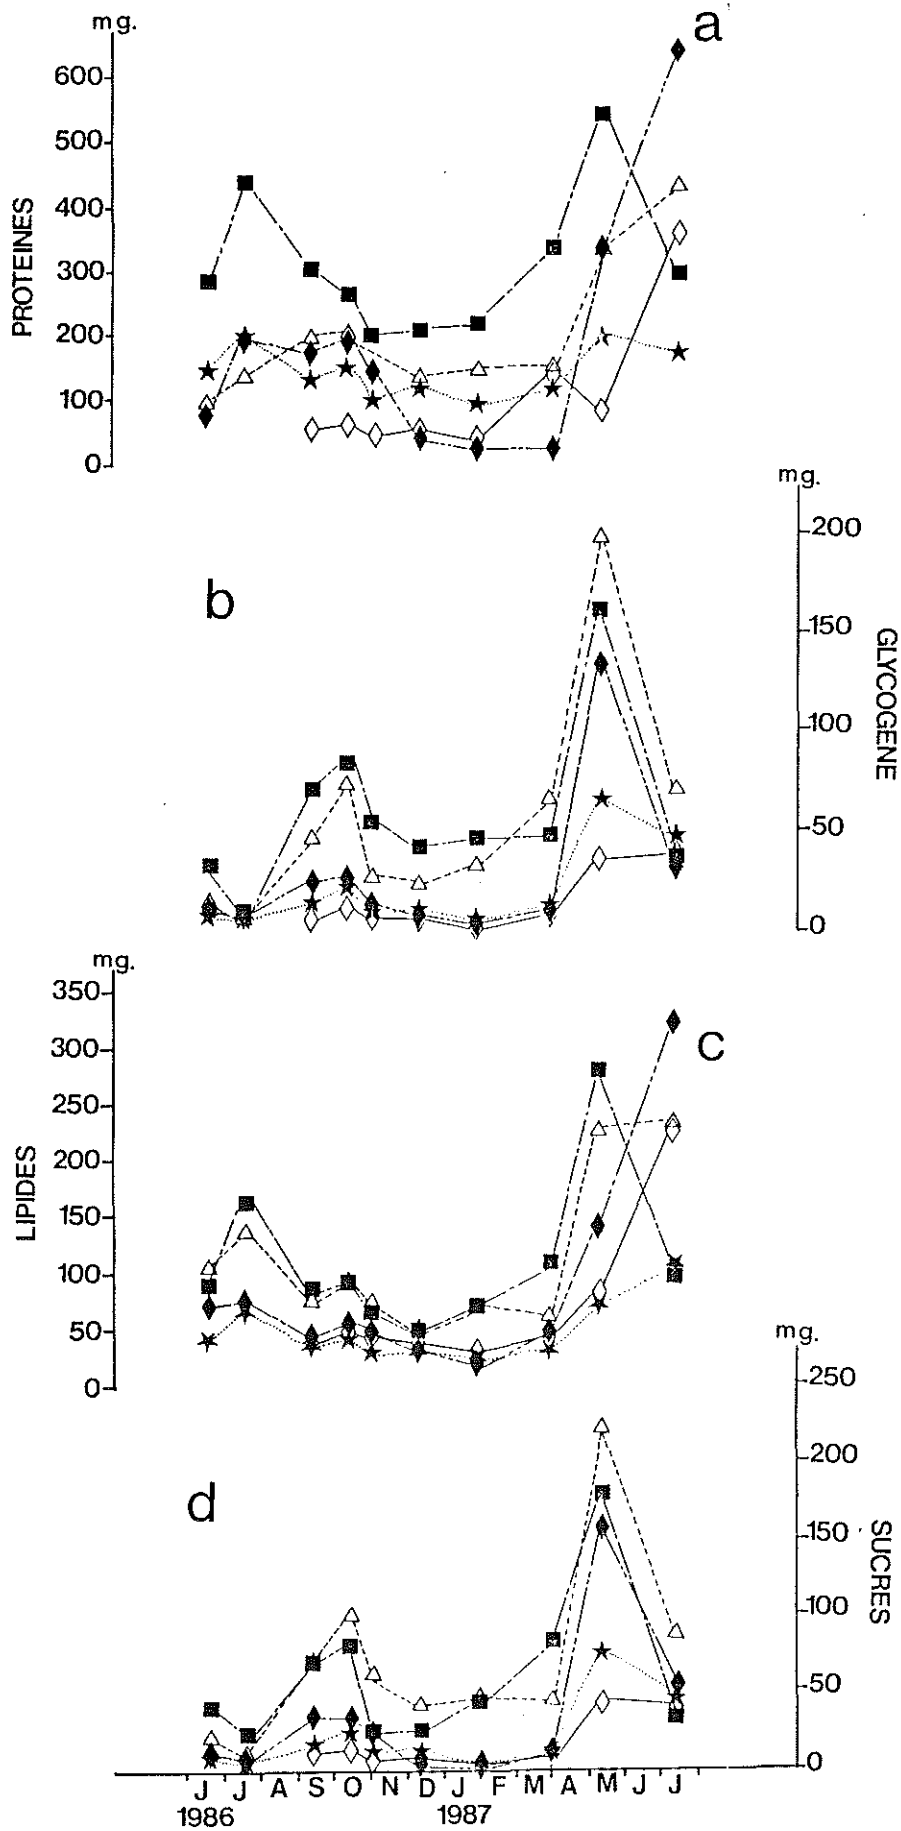 mg.
a
600
500
400
300
200
100
0
PROTEINES
mg.
200
150
100
50
0
GLYCOGENE
b
mg.
350
300
250
200
150
100
50
0
LIPIDES
c
mg.
250
200
150
100
50
0
SUCRES
d
J J A S O N D J F M A M J J
1986 1987